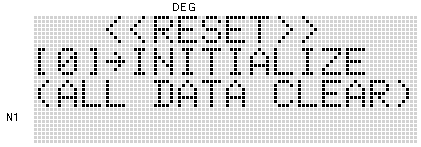 DEG
<<RESET>>
[0]→INITIALIZE
(ALL DATA CLEAR)
N1